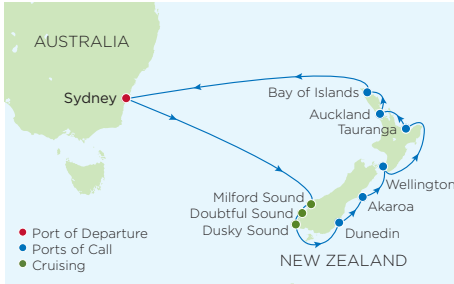 AUSTRALIA
Sydney
Bay of Islands
Auckland
Tauranga
Wellington
Milford Sound
Doubtful Sound
Dusky Sound
Akaroa
Dunedin
NEW ZEALAND
Port of Departure
Ports of Call
Cruising